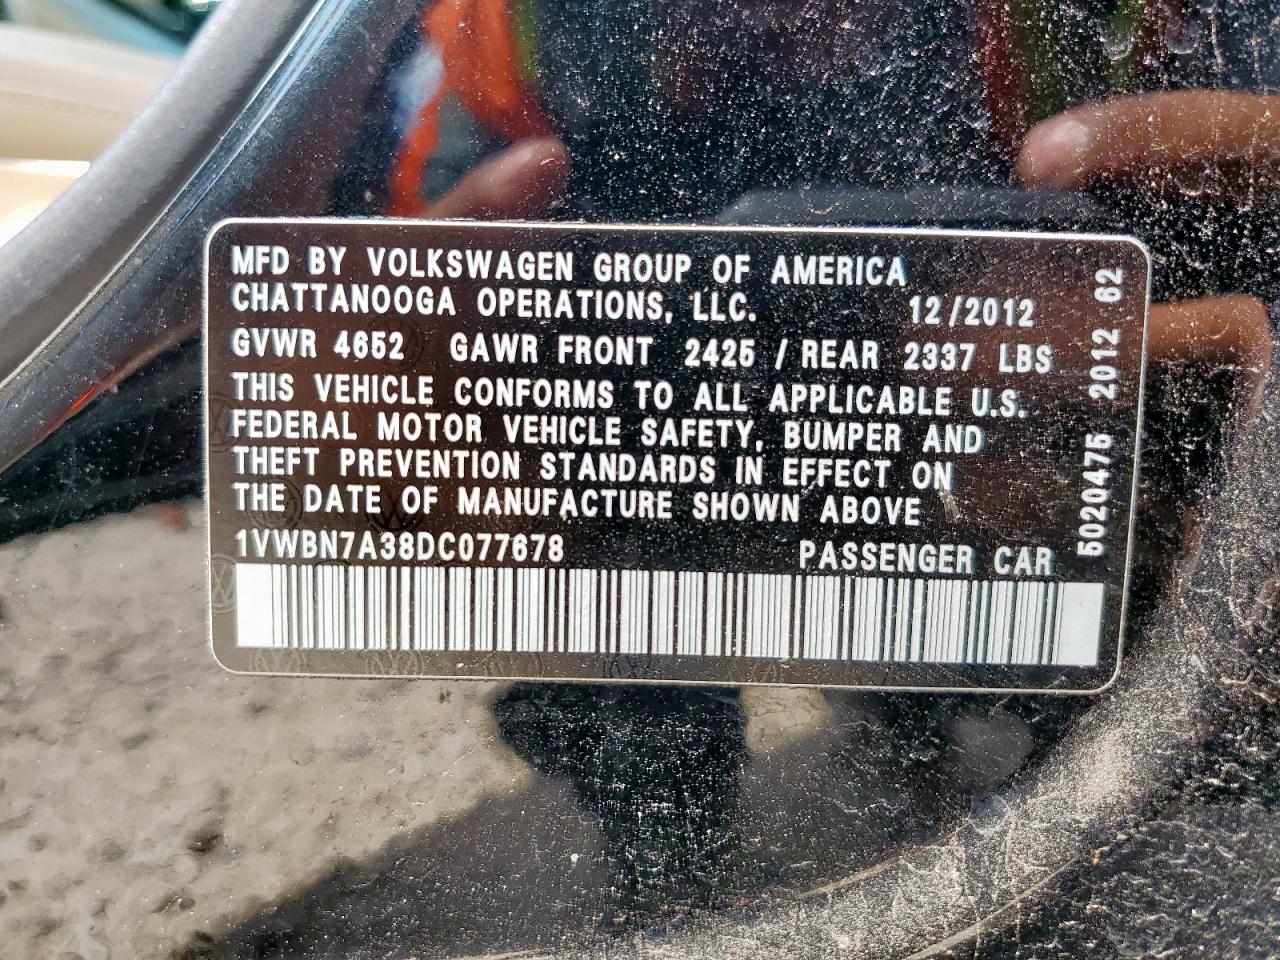 MFD BY VOLKSWAGEN GROUP OF AMERICA
CHATTANOOGA OPERATIONS, LLC. 12/2012
GVWR 4652 GAWR FRONT 2425 / REAR 2337 LBS
THIS VEHICLE CONFORMS TO ALL APPLICABLE U.S.
FEDERAL MOTOR VEHICLE SAFETY, BUMPER AND
THEFT PREVENTION STANDARDS IN EFFECT ON
THE DATE OF MANUFACTURE SHOWN ABOVE
1VWBN7A38DC077678 PASSENGER CAR
5020475 2012 62